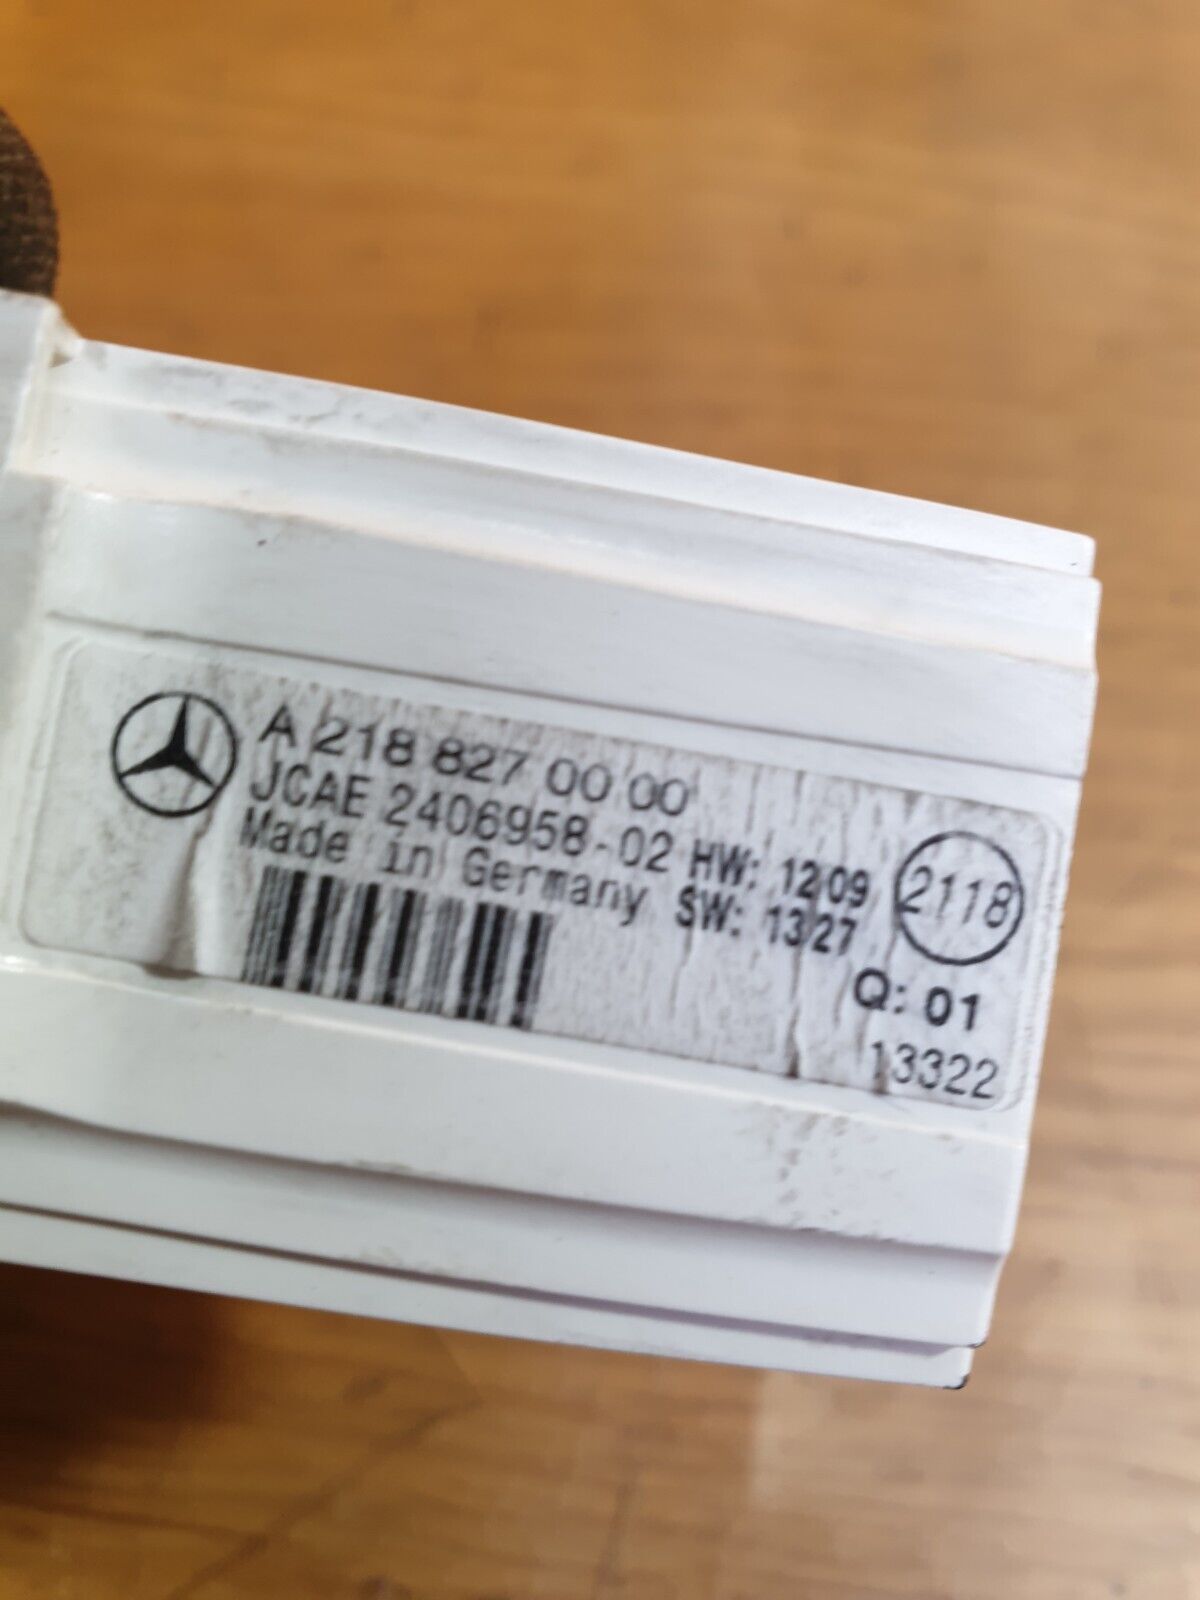 A 218 827 00 00
JCAE 2406958-02 HW: 12/09
Made in Germany SW: 13/27
2118
Q: 01
13322